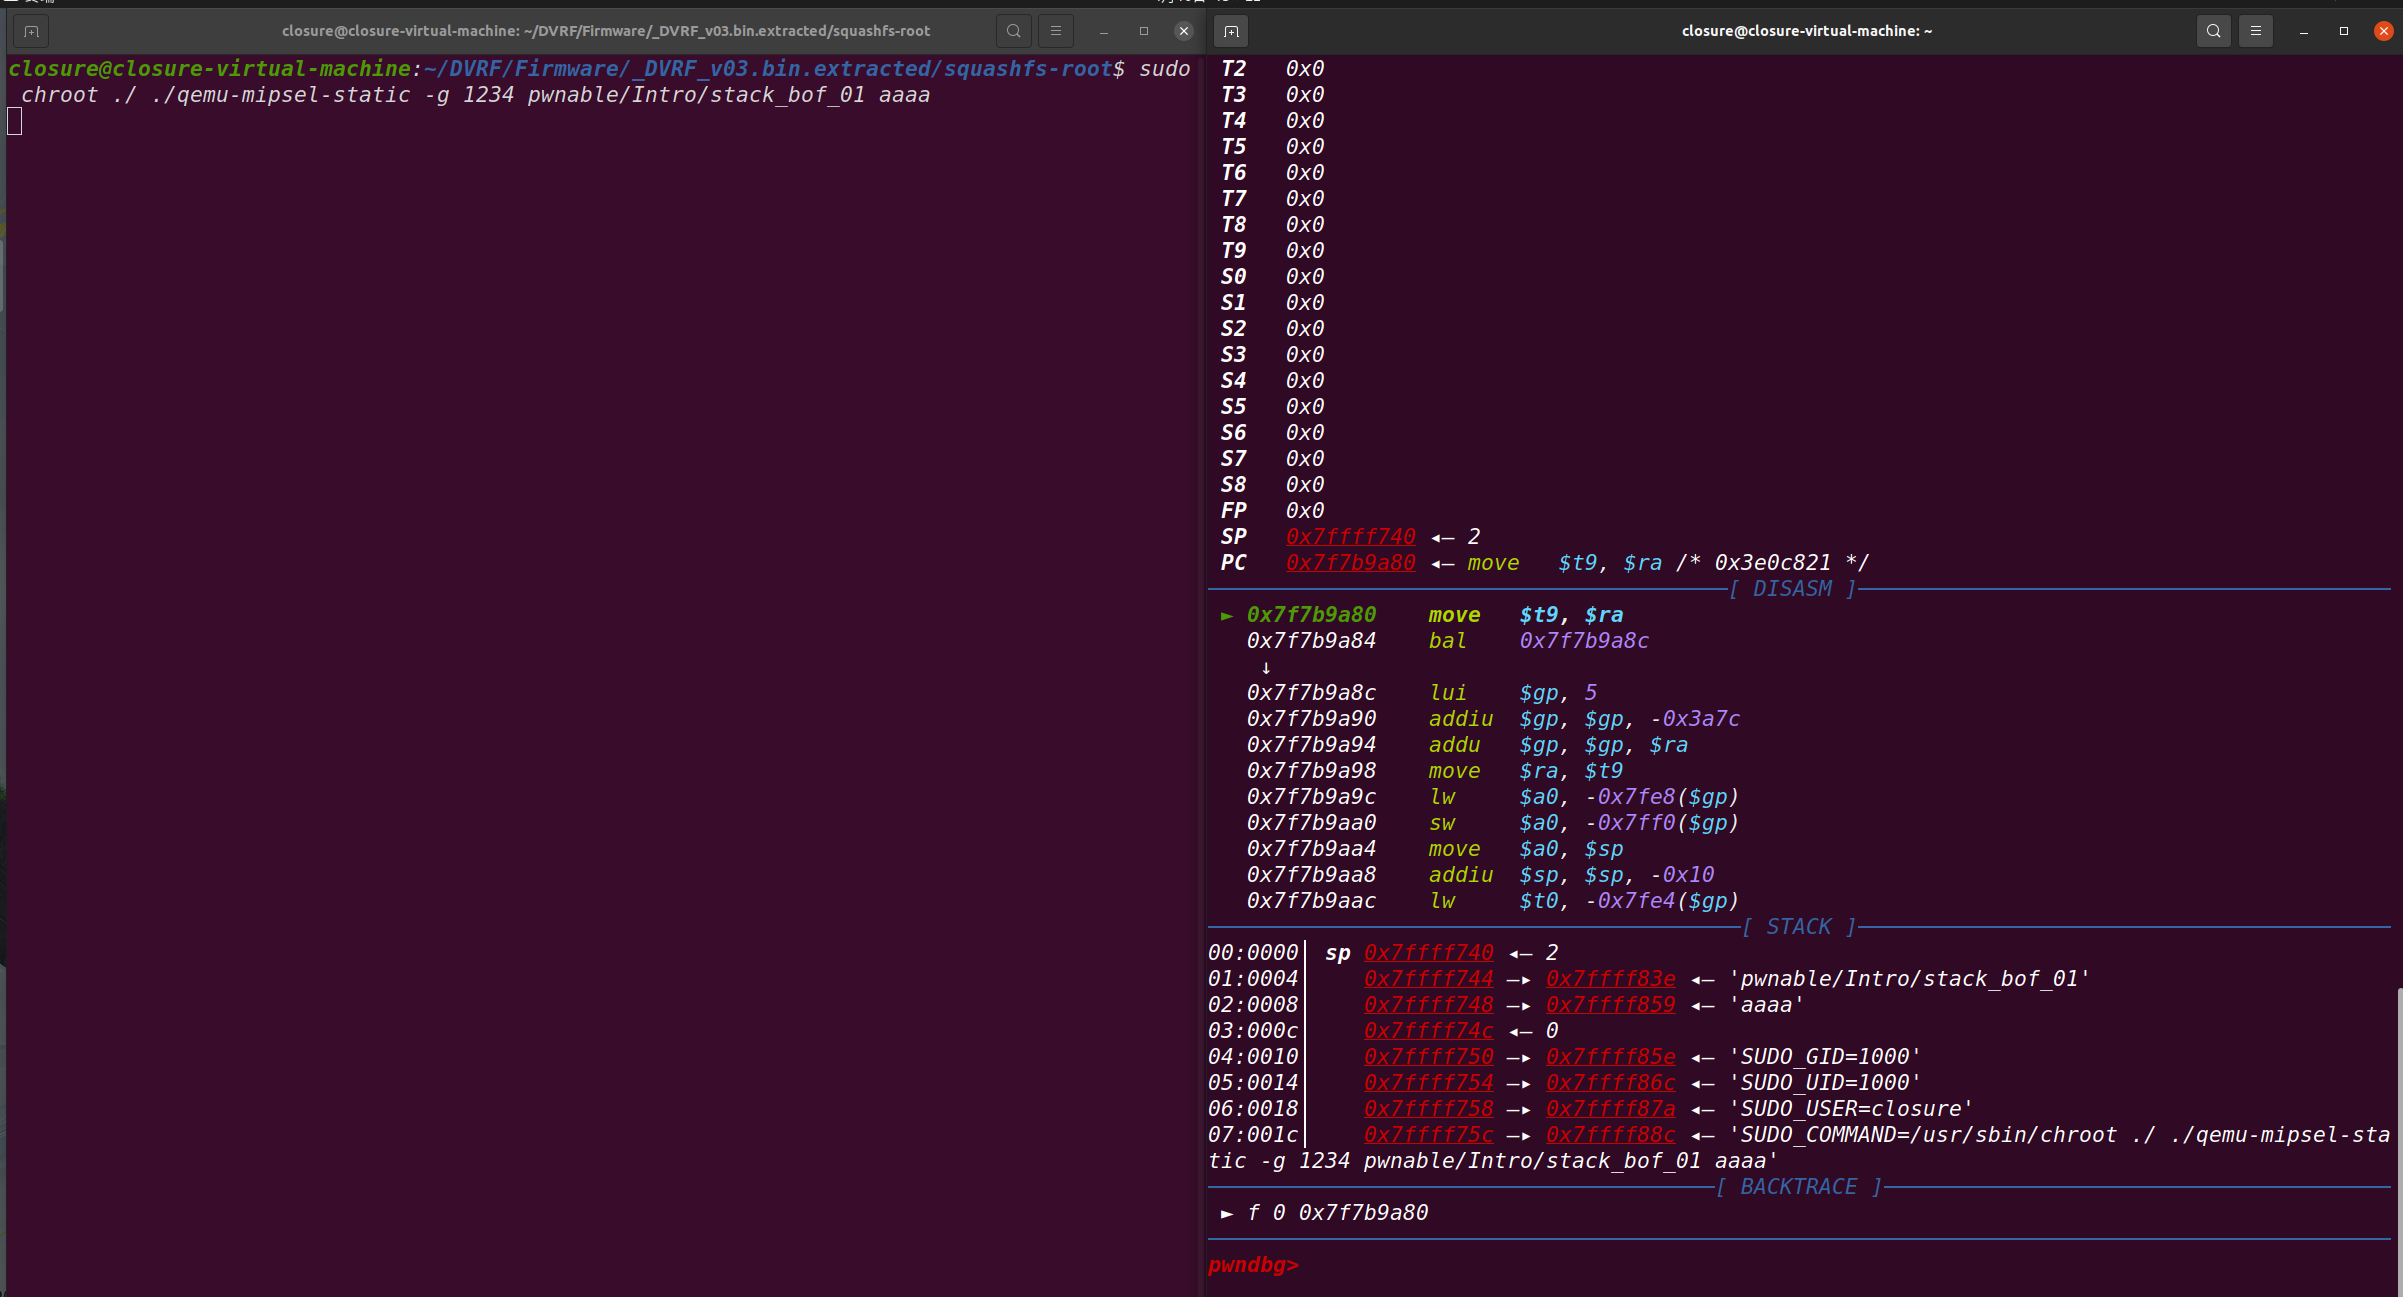 closure@closure-virtual-machine: ~/DVRF/Firmware/_DVRF_v03.bin.extracted/squashfs-root
closure@closure-virtual-machine:~/DVRF/Firmware/_DVRF_v03.bin.extracted/squashfs-root$ sudo
chroot ./ ./qemu-mipsel-static -g 1234 pwnable/Intro/stack_bof_01 aaaa
closure@closure-virtual-machine: ~
T2 0x0
T3 0x0
T4 0x0
T5 0x0
T6 0x0
T7 0x0
T8 0x0
T9 0x0
S0 0x0
S1 0x0
S2 0x0
S3 0x0
S4 0x0
S5 0x0
S6 0x0
S7 0x0
S8 0x0
FP 0x0
SP 0x7ffff740 ◂— 2
PC 0x7f7b9a80 ◂— move $t9, $ra /* 0x3e0c821 */
[ DISASM ]
► 0x7f7b9a80 move $t9, $ra
0x7f7b9a84 bal 0x7f7b9a8c
↓
0x7f7b9a8c lui $gp, 5
0x7f7b9a90 addiu $gp, $gp, -0x3a7c
0x7f7b9a94 addu $gp, $gp, $ra
0x7f7b9a98 move $ra, $t9
0x7f7b9a9c lw $a0, -0x7fe8($gp)
0x7f7b9aa0 sw $a0, -0x7ff0($gp)
0x7f7b9aa4 move $a0, $sp
0x7f7b9aa8 addiu $sp, $sp, -0x10
0x7f7b9aac lw $t0, -0x7fe4($gp)
[ STACK ]
00:0000│ sp 0x7ffff740 ◂— 2
01:0004│ 0x7ffff744 —▸ 0x7ffff83e ◂— 'pwnable/Intro/stack_bof_01'
02:0008│ 0x7ffff748 —▸ 0x7ffff859 ◂— 'aaaa'
03:000c│ 0x7ffff74c ◂— 0
04:0010│ 0x7ffff750 —▸ 0x7ffff85e ◂— 'SUDO_GID=1000'
05:0014│ 0x7ffff754 —▸ 0x7ffff86c ◂— 'SUDO_UID=1000'
06:0018│ 0x7ffff758 —▸ 0x7ffff87a ◂— 'SUDO_USER=closure'
07:001c│ 0x7ffff75c —▸ 0x7ffff88c ◂— 'SUDO_COMMAND=/usr/sbin/chroot ./ ./qemu-mipsel-sta
tic -g 1234 pwnable/Intro/stack_bof_01 aaaa'
[ BACKTRACE ]
► f 0 0x7f7b9a80
pwndbg>